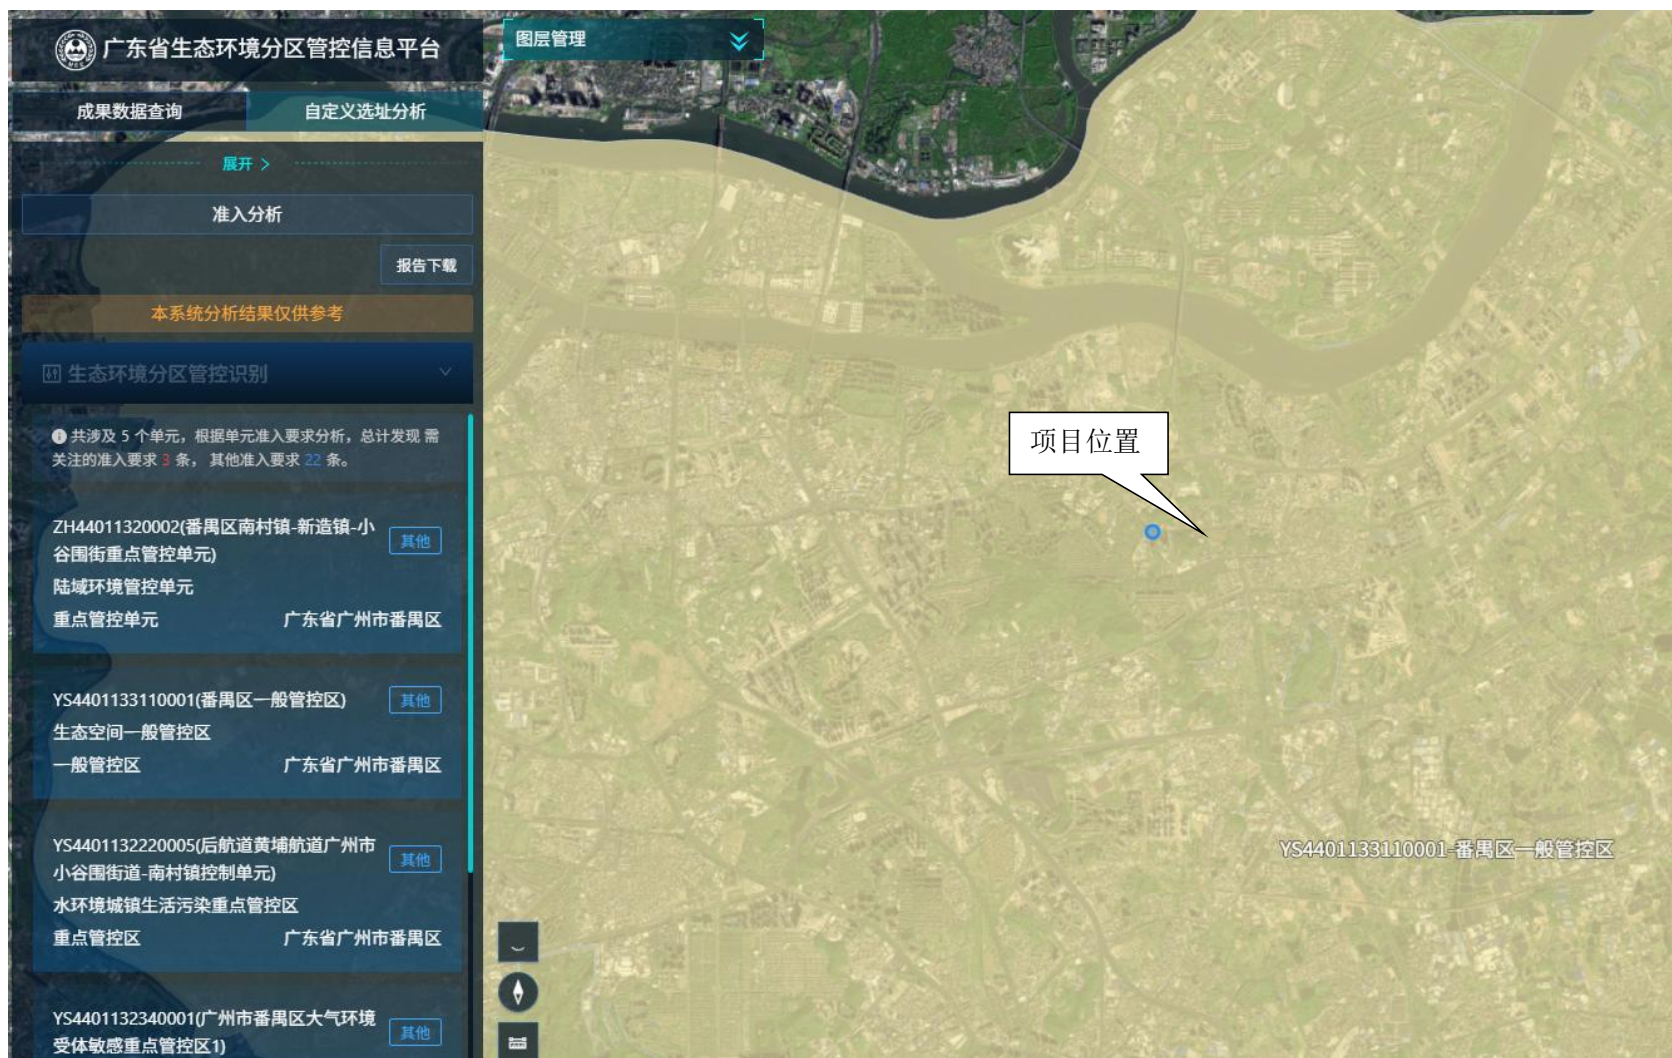 广东省生态环境分区管控信息平台
图层管理
成果数据查询
自定义选址分析
展开 >
准入分析
报告下载
本系统分析结果仅供参考
生态环境分区管控识别
共涉及 5 个单元，根据单元准入要求分析，总计发现 需
关注的准入要求 3 条， 其他准入要求 22 条。
ZH44011320002(番禺区南村镇-新造镇-小
谷围街重点管控单元)
其他
陆域环境管控单元
重点管控单元
广东省广州市番禺区
YS4401133110001(番禺区一般管控区)
其他
生态空间一般管控区
一般管控区
广东省广州市番禺区
YS4401132220005(后航道黄埔航道广州市
小谷围街道-南村镇控制单元)
其他
水环境城镇生活污染重点管控区
重点管控区
广东省广州市番禺区
YS4401132340001(广州市番禺区大气环境
受体敏感重点管控区1)
其他
项目位置
YS4401133110001-番禺区一般管控区